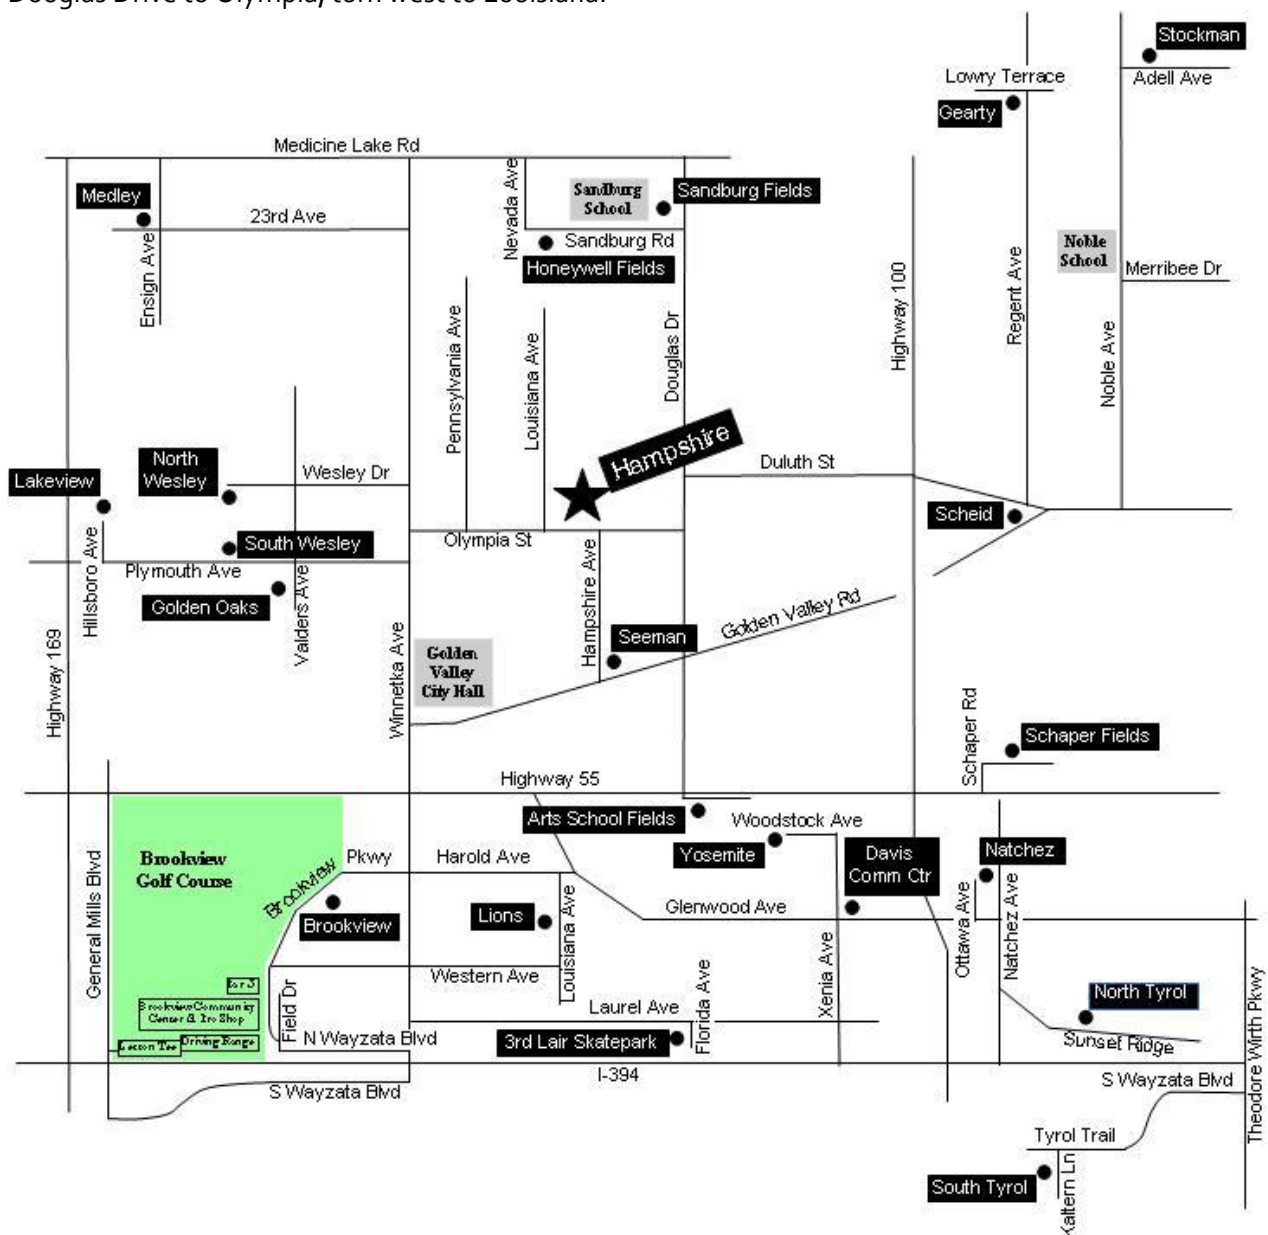 Douglas Drive to Olympia, turn west to Louisiana.
Stockman
Lowry Terrace
Adell Ave
Gearty
Medicine Lake Rd
Medley
Nevada Ave
Sandburg
School
Sandburg Fields
23rd Ave
Sandburg Rd
Honeywell Fields
Ensign Ave
Noble
School
Merribee Dr
Highway 100
Regent Ave
Noble Ave
Pennsylvania Ave
Louisiana Ave
Douglas Dr
Hampshire
North
Wesley
Wesley Dr
Duluth St
Lakeview
Scheid
Olympia St
South Wesley
Plymouth Ave
Hillsboro Ave
Golden Oaks
Valders Ave
Hampshire Ave
Golden Valley Rd
Seeman
Golden
Valley
City Hall
Highway 169
Winnetka Ave
Schaper Rd
Schaper Fields
Highway 55
Arts School Fields
Woodstock Ave
Yosemite
Davis
Comm Ctr
Natchez
Brookview
Golf Course
Brookview
Pkwy
Harold Ave
General Mills Blvd
Brookview
Lions
Louisiana Ave
Glenwood Ave
Xenia Ave
Ottawa Ave
Natchez Ave
Western Ave
Par 3
Brookview Community
Center & Pro Shop
Lesson Tee
Driving Range
Field Dr
N Wayzata Blvd
Laurel Ave
Florida Ave
3rd Lair Skatepark
North Tyrol
Sunset Ridge
Theodore Wirth Pkwy
I-394
S Wayzata Blvd
S Wayzata Blvd
Tyrol Trail
South Tyrol
Kaltern Ln